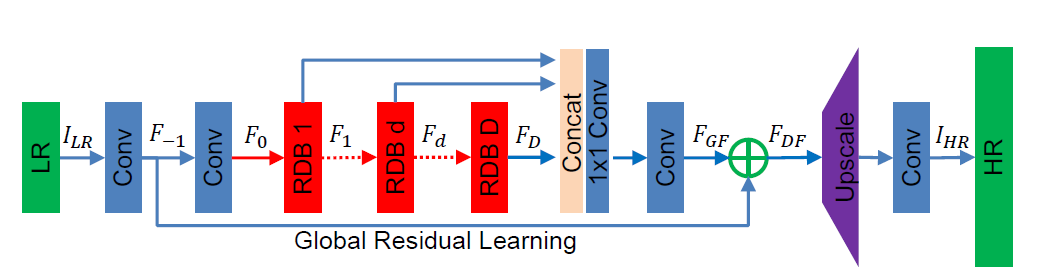 LR
I_{LR}
Conv
F_{-1}
Conv
F_0
RDB 1
F_1
RDB d
F_d
RDB D
F_D
Concat
1x1 Conv
Conv
F_{GF}
F_{DF}
Upscale
Conv
I_{HR}
HR
Global Residual Learning